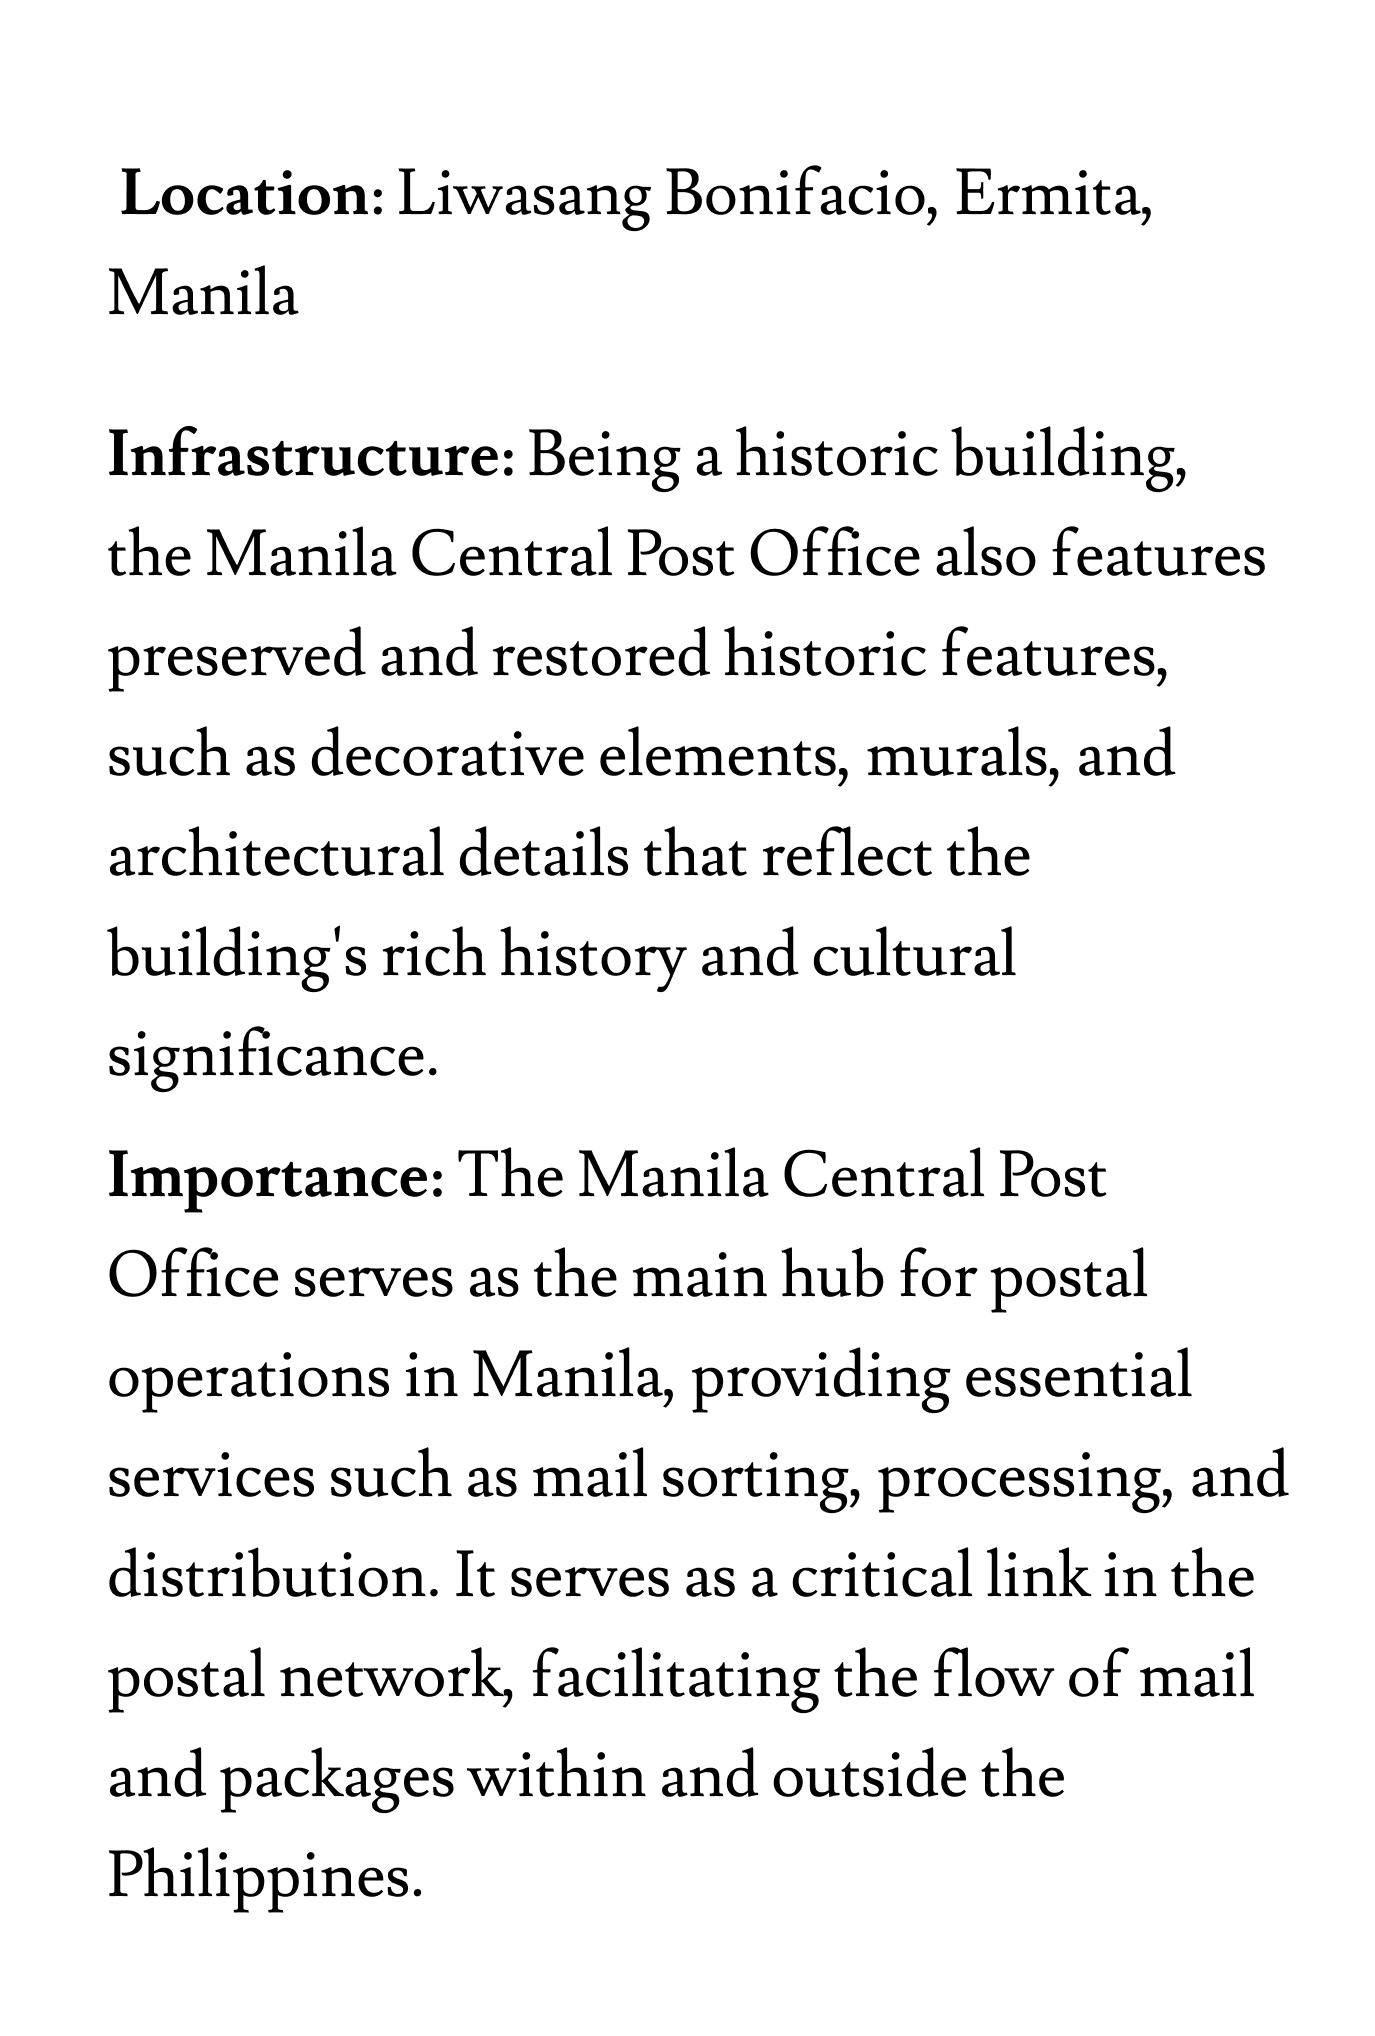 Location: Liwasang Bonifacio, Ermita,
Manila
Infrastructure: Being a historic building,
the Manila Central Post Office also features
preserved and restored historic features,
such as decorative elements, murals, and
architectural details that reflect the
building's rich history and cultural
significance.
Importance: The Manila Central Post
Office serves as the main hub for postal
operations in Manila, providing essential
services such as mail sorting, processing, and
distribution. It serves as a critical link in the
postal network, facilitating the flow of mail
and packages within and outside the
Philippines.